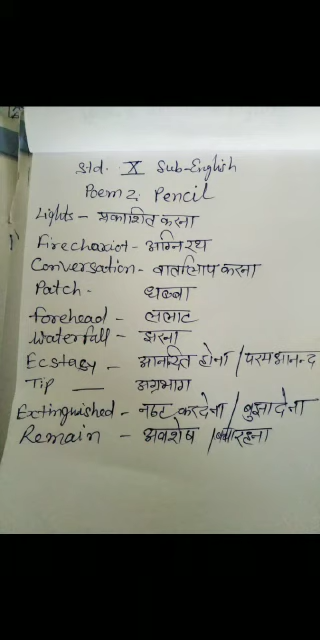 Std. X Sub-English
Poem 2. Pencil
Lights - प्रकाशित करना
Firechariot - अग्निरथ
Conversation - वार्तालाप करना
Patch - धब्बा
forehead - ललाट
Waterfall - झरना
Ecstasy - आनंदित होना / परमआनन्द
Tip — अग्रभाग
Extinguished - नष्ट करदेना / बुझादेना
Remain - अवशेष /